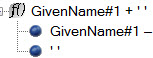 f() GivenName#1 + ' '
GivenName#1 –
' '